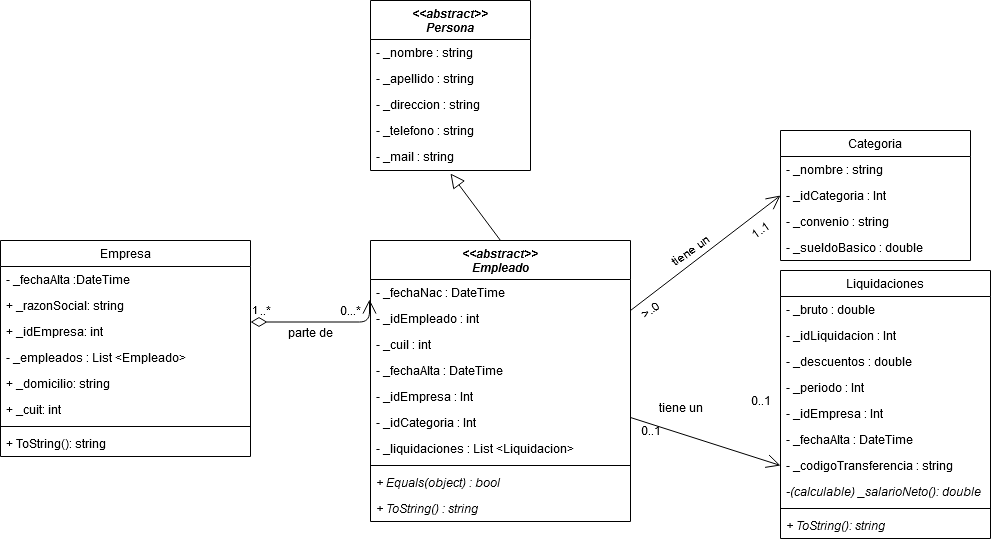 <<abstract>>
Persona
- _nombre : string
- _apellido : string
- _direccion : string
- _telefono : string
- _mail : string
Categoria
- _nombre : string
- _idCategoria : Int
- _convenio : string
- _sueldoBasico : double
Empresa
- _fechaAlta :DateTime
+ _razonSocial: string
+ _idEmpresa: int
- _empleados : List <Empleado>
+ _domicilio: string
+ _cuit: int
+ ToString(): string
1..*
0...*
parte de
<<abstract>>
Empleado
- _fechaNac : DateTime
- _idEmpleado : int
- _cuil : int
- _fechaAlta : DateTime
- _idEmpresa : Int
- _idCategoria : Int
- _liquidaciones : List <Liquidacion>
+ Equals(object) : bool
+ ToString() : string
tiene un
1..1
>.0
tiene un
0..1
0..1
Liquidaciones
- _bruto : double
- _idLiquidacion : Int
- _descuentos : double
- _periodo : Int
- _idEmpresa : Int
- _fechaAlta : DateTime
- _codigoTransferencia : string
-(calculable) _salarioNeto(): double
+ ToString(): string